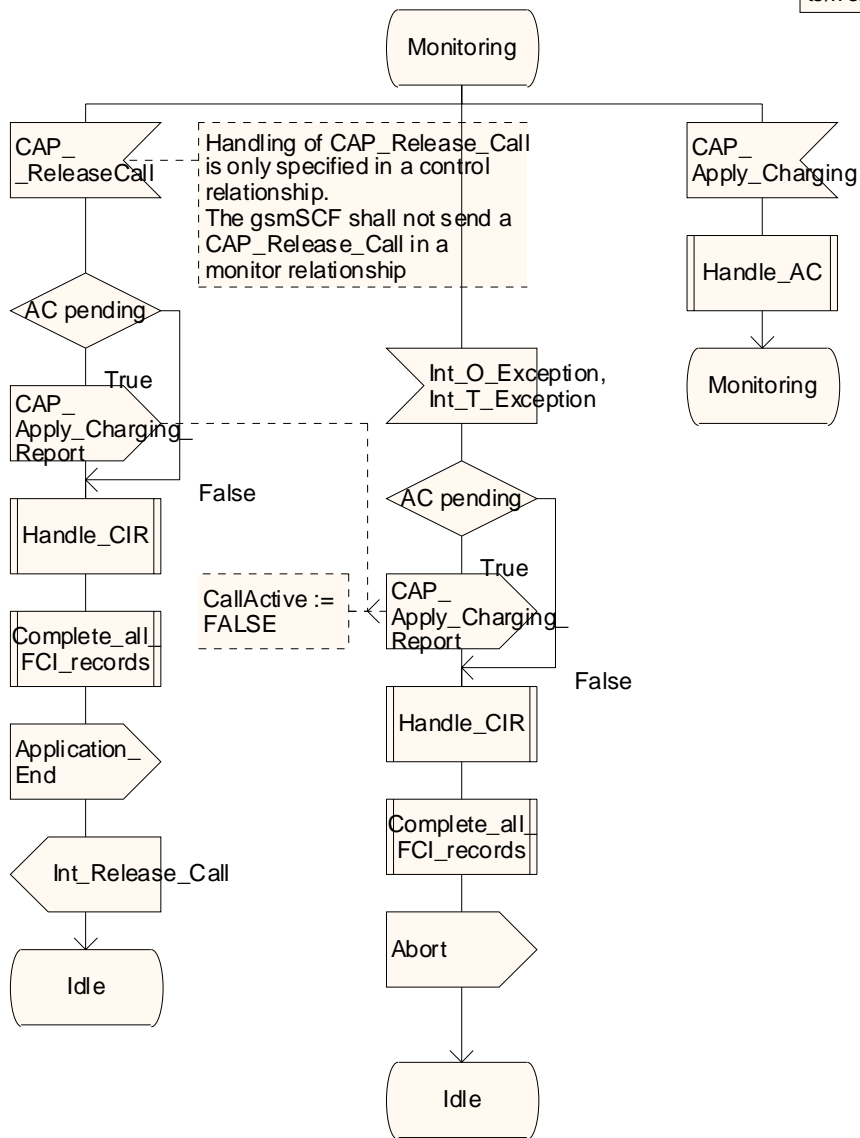 Monitoring
CAP_
_ReleaseCall
Handling of CAP_Release_Call
is only specified in a control
relationship.
The gsmSCF shall not send a
CAP_Release_Call in a
monitor relationship
CAP_
Apply_Charging
Handle_AC
Monitoring
AC pending
True
CAP_
Apply_Charging_
Report
False
Handle_CIR
Complete_all_
FCI_records
Application_
End
Int_Release_Call
Idle
Int_O_Exception,
Int_T_Exception
AC pending
True
CallActive :=
FALSE
CAP_
Apply_Charging_
Report
False
Handle_CIR
Complete_all_
FCI_records
Abort
Idle